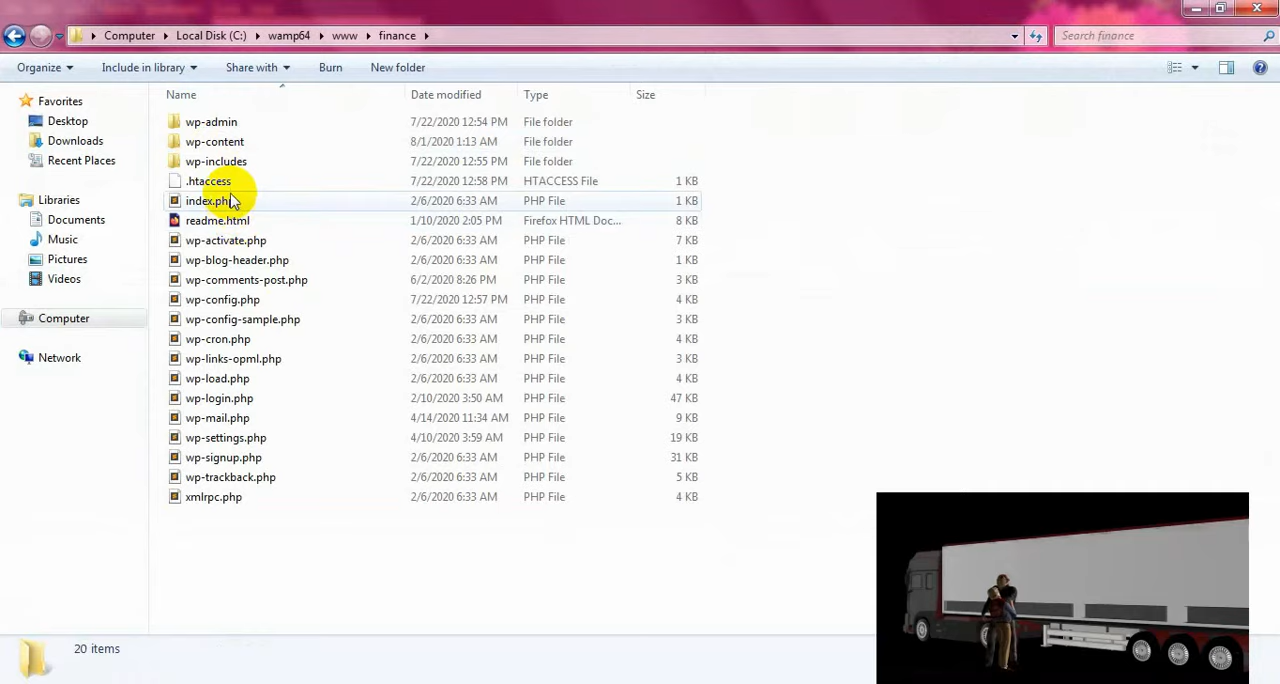 Computer Local Disk (C:) wamp64 www finance
Search finance
Organize Include in library Share with Burn New folder
Name Date modified Type Size
Favorites
Desktop
Downloads
Recent Places
Libraries
Documents
Music
Pictures
Videos
Computer
Network
wp-admin 7/22/2020 12:54 PM File folder
wp-content 8/1/2020 1:13 AM File folder
wp-includes 7/22/2020 12:55 PM File folder
.htaccess 7/22/2020 12:58 PM HTACCESS File 1 KB
index.php 2/6/2020 6:33 AM PHP File 1 KB
readme.html 1/10/2020 2:05 PM Firefox HTML Doc... 8 KB
wp-activate.php 2/6/2020 6:33 AM PHP File 7 KB
wp-blog-header.php 2/6/2020 6:33 AM PHP File 1 KB
wp-comments-post.php 6/2/2020 8:26 PM PHP File 3 KB
wp-config.php 7/22/2020 12:57 PM PHP File 4 KB
wp-config-sample.php 2/6/2020 6:33 AM PHP File 3 KB
wp-cron.php 2/6/2020 6:33 AM PHP File 4 KB
wp-links-opml.php 2/6/2020 6:33 AM PHP File 3 KB
wp-load.php 2/6/2020 6:33 AM PHP File 4 KB
wp-login.php 2/10/2020 3:50 AM PHP File 47 KB
wp-mail.php 4/14/2020 11:34 AM PHP File 9 KB
wp-settings.php 4/10/2020 3:59 AM PHP File 19 KB
wp-signup.php 2/6/2020 6:33 AM PHP File 31 KB
wp-trackback.php 2/6/2020 6:33 AM PHP File 5 KB
xmlrpc.php 2/6/2020 6:33 AM PHP File 4 KB
20 items